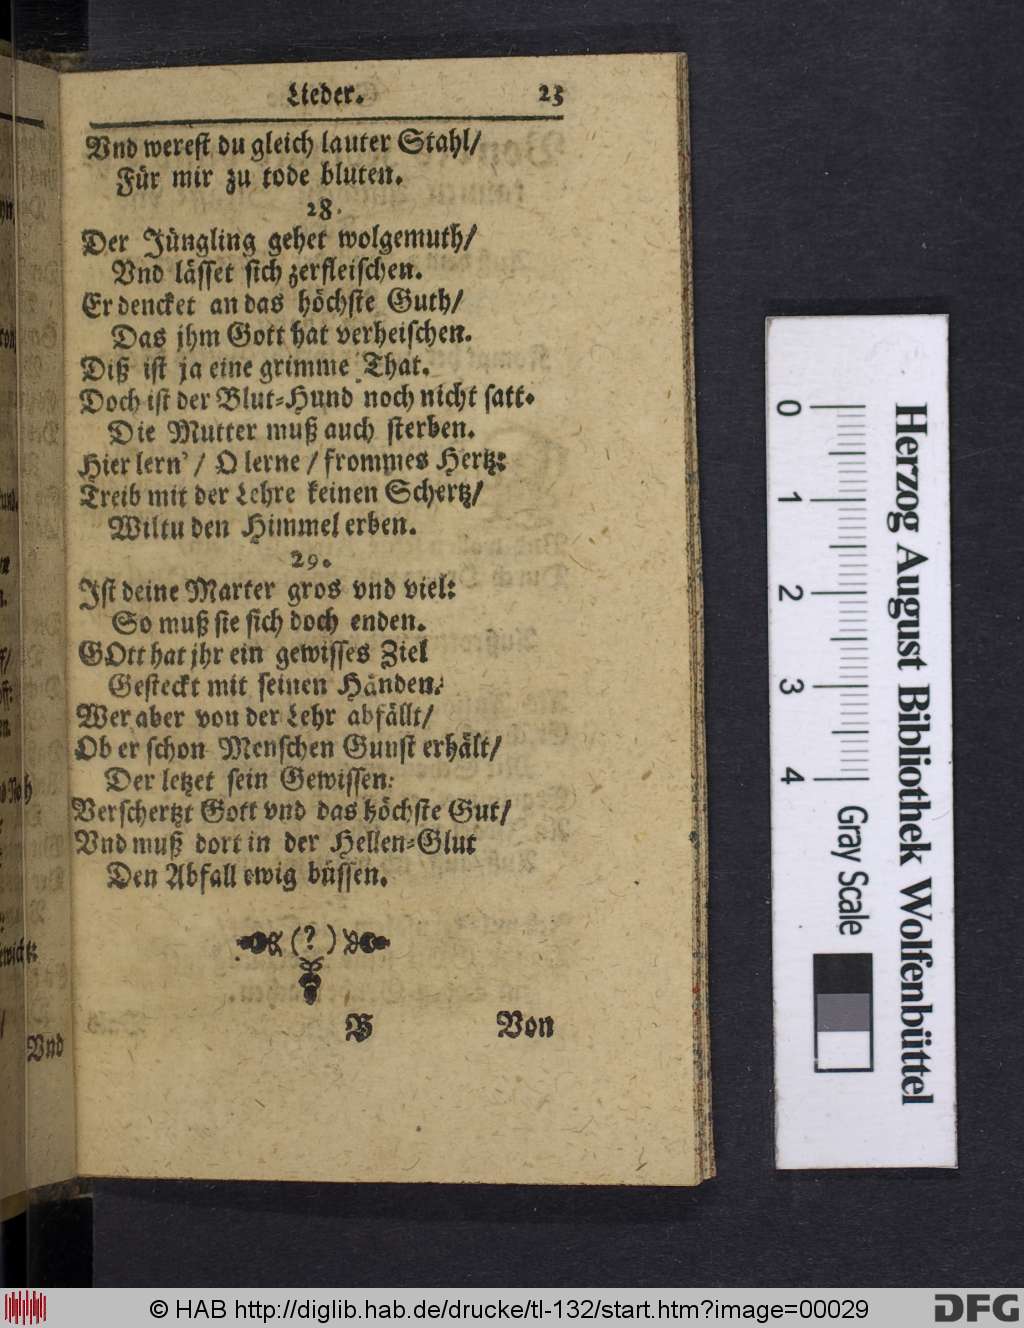 Lieder. 23
Vnd werest du gleich lauter Stahl/
Für mir zu tode bluten.
28.
Der Jüngling gehet wolgemuth/
Vnd lässet sich zerfleischen.
Er dencket an das höchste Guth/
Das jhm Gott hat verheischen.
Diß ist ja eine grimme That.
Doch ist der Blut-Hund noch nicht satt.
Die Mutter muß auch sterben.
Hier lern' / O lerne / frommes Hertz:
Treib mit der Lehre keinen Schertz/
Wiltu den Himmel erben.
29.
Jst deine Marter gros vnd viel:
So muß sie sich doch enden.
GOtt hat jhr ein gewisses Ziel
Gesteckt mit seinen Händen.
Wer aber von der Lehr abfällt/
Ob er schon Menschen Gunst erhält/
Der letzet sein Gewissen:
Verschertzt Gott vnd das höchste Gut/
Vnd muß dort in der Hellen-Glut
Den Abfall ewig büssen.
(?)
B Von
Vnd
0 1 2 3 4
Herzog August Bibliothek Wolfenbüttel
Gray Scale
© HAB http://diglib.hab.de/drucke/tl-132/start.htm?image=00029
DFG